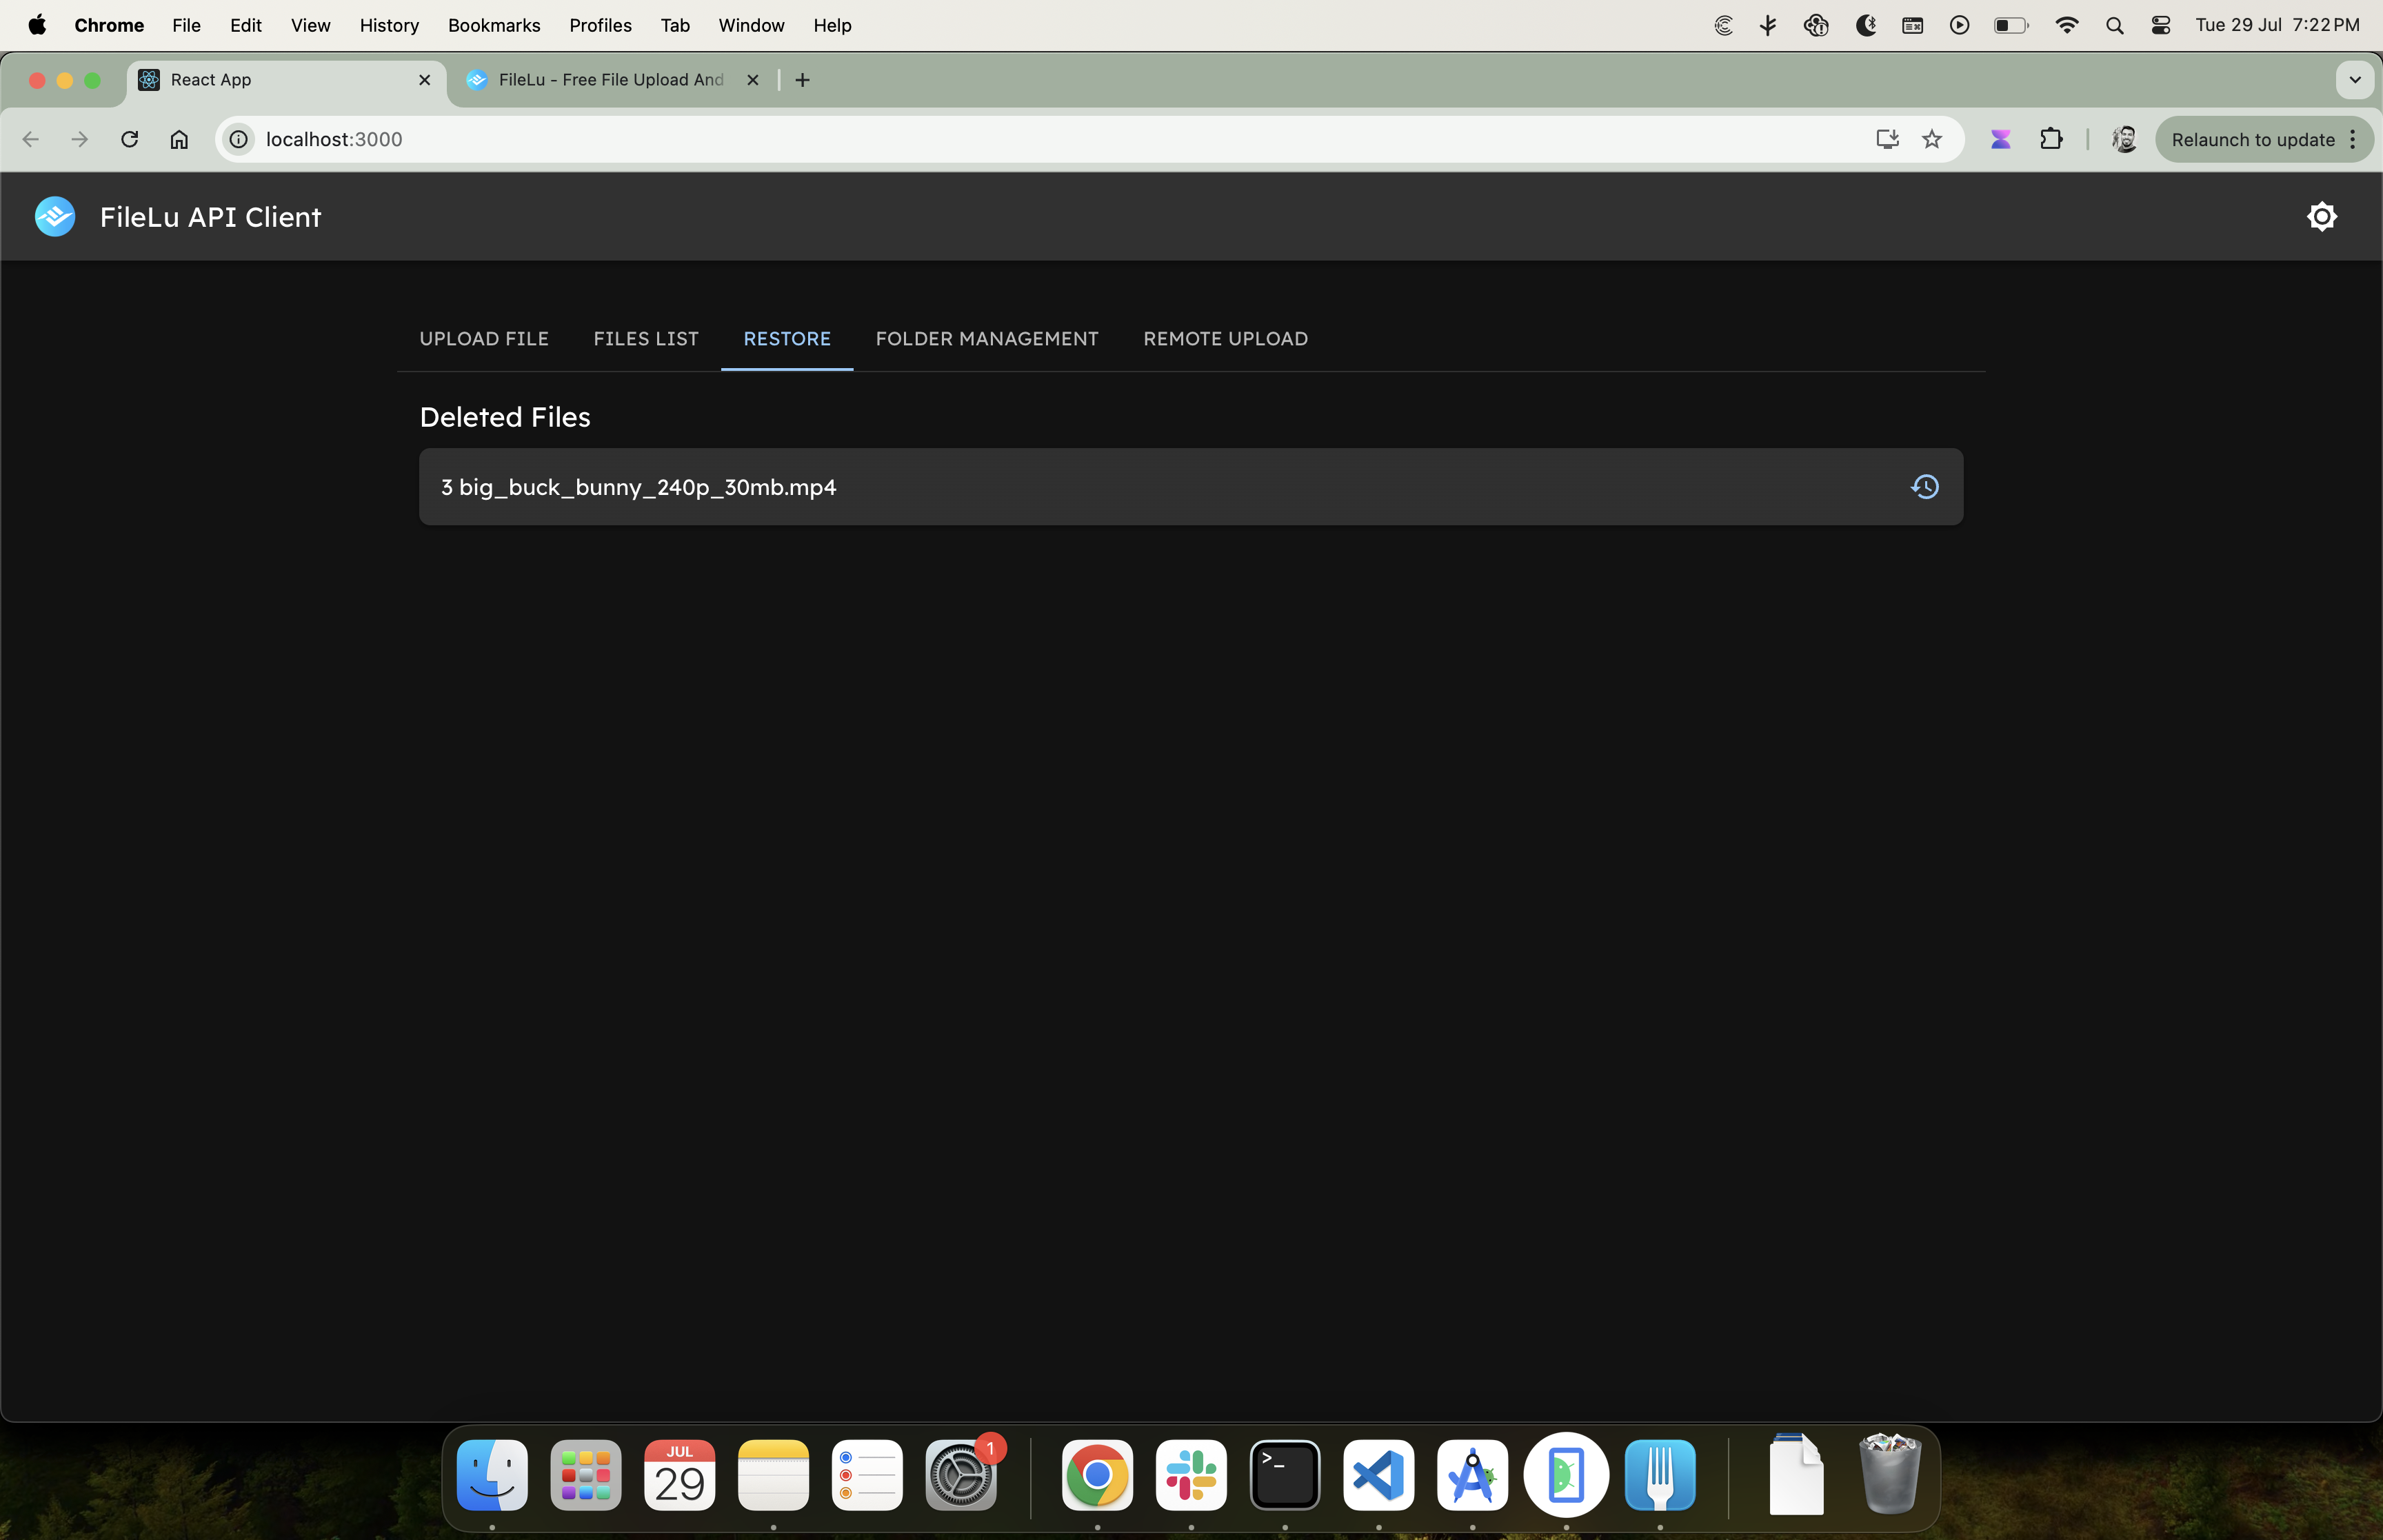 Chrome File Edit View History Bookmarks Profiles Tab Window Help Tue 29 Jul 7:22 PM
React App FileLu - Free File Upload And
localhost:3000 Relaunch to update
FileLu API Client
UPLOAD FILE FILES LIST RESTORE FOLDER MANAGEMENT REMOTE UPLOAD
Deleted Files
3 big_buck_bunny_240p_30mb.mp4
JUL 1
29